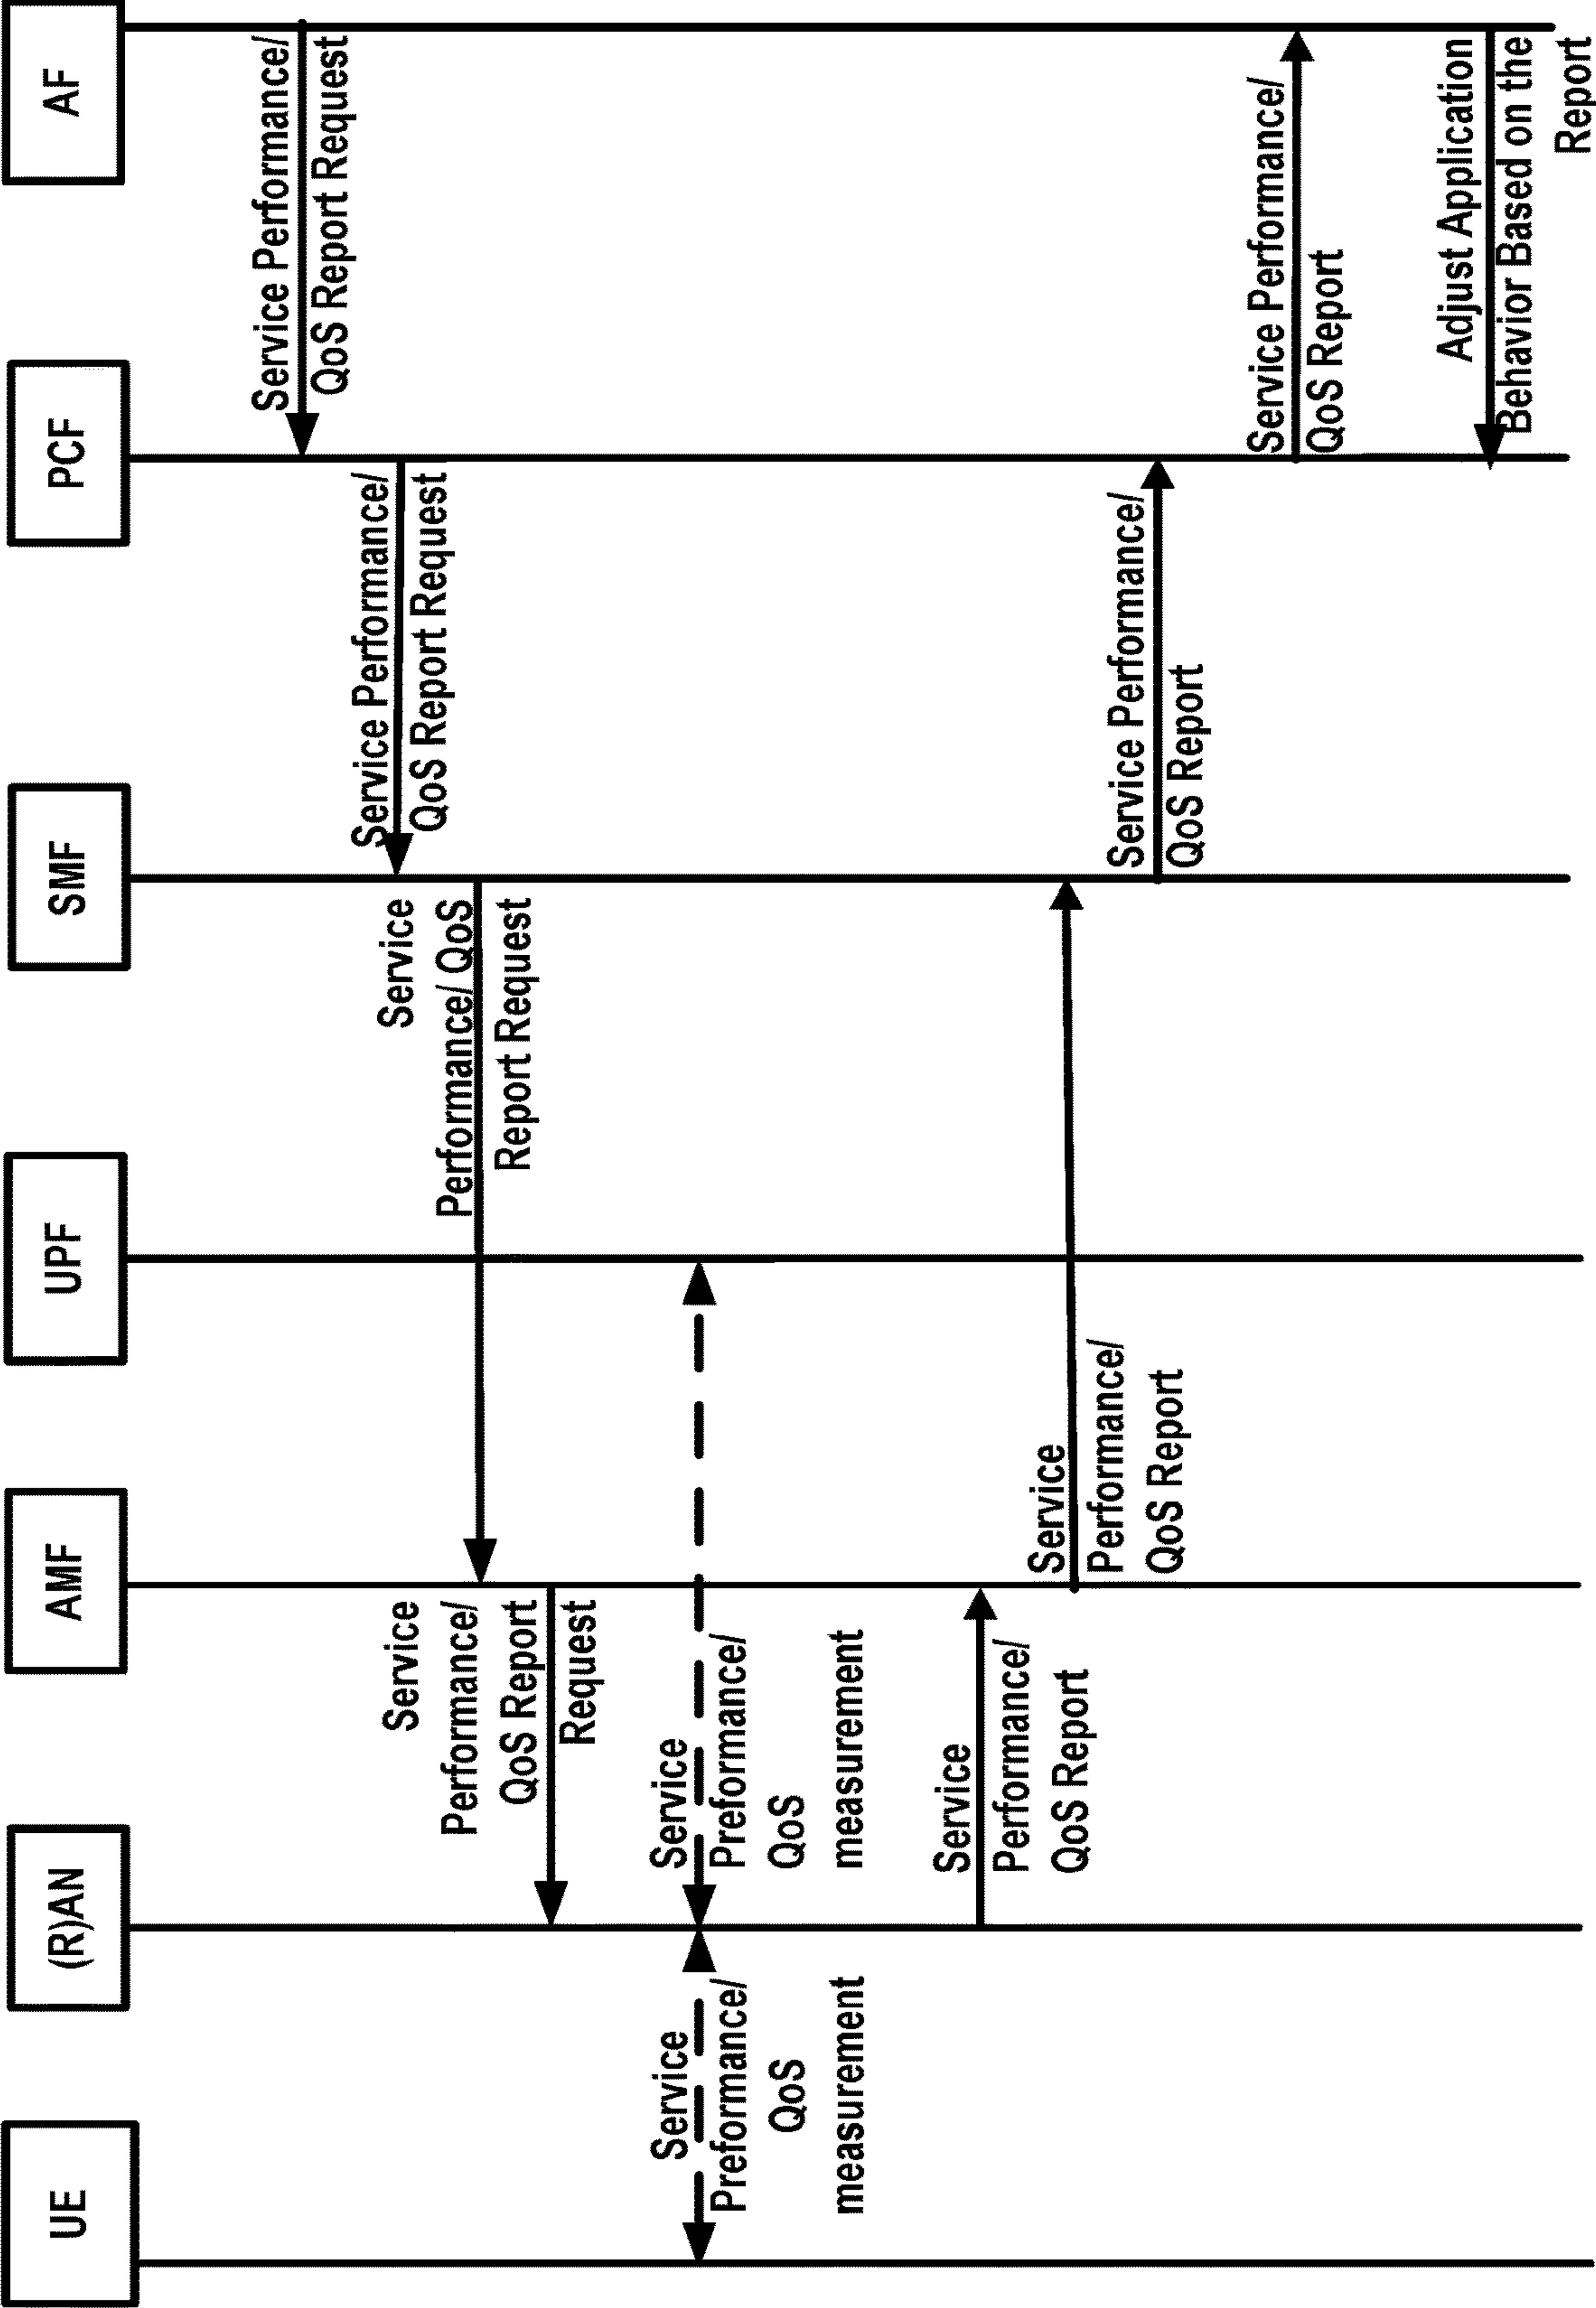 UE
(R)AN
AMF
UPF
SMF
PCF
AF
Service Performance/
QoS Report Request
Service Performance/
QoS Report Request
Service
Performance/ QoS
Report Request
Service
Performance/
QoS Report
Request
Service
Preformance/
QoS
measurement
Service
Preformance/
QoS
measurement
Service
Performance/
QoS Report
Service
Performance/
QoS Report
Service Performance/
QoS Report
Service Performance/
QoS Report
Adjust Application
Behavior Based on the
Report